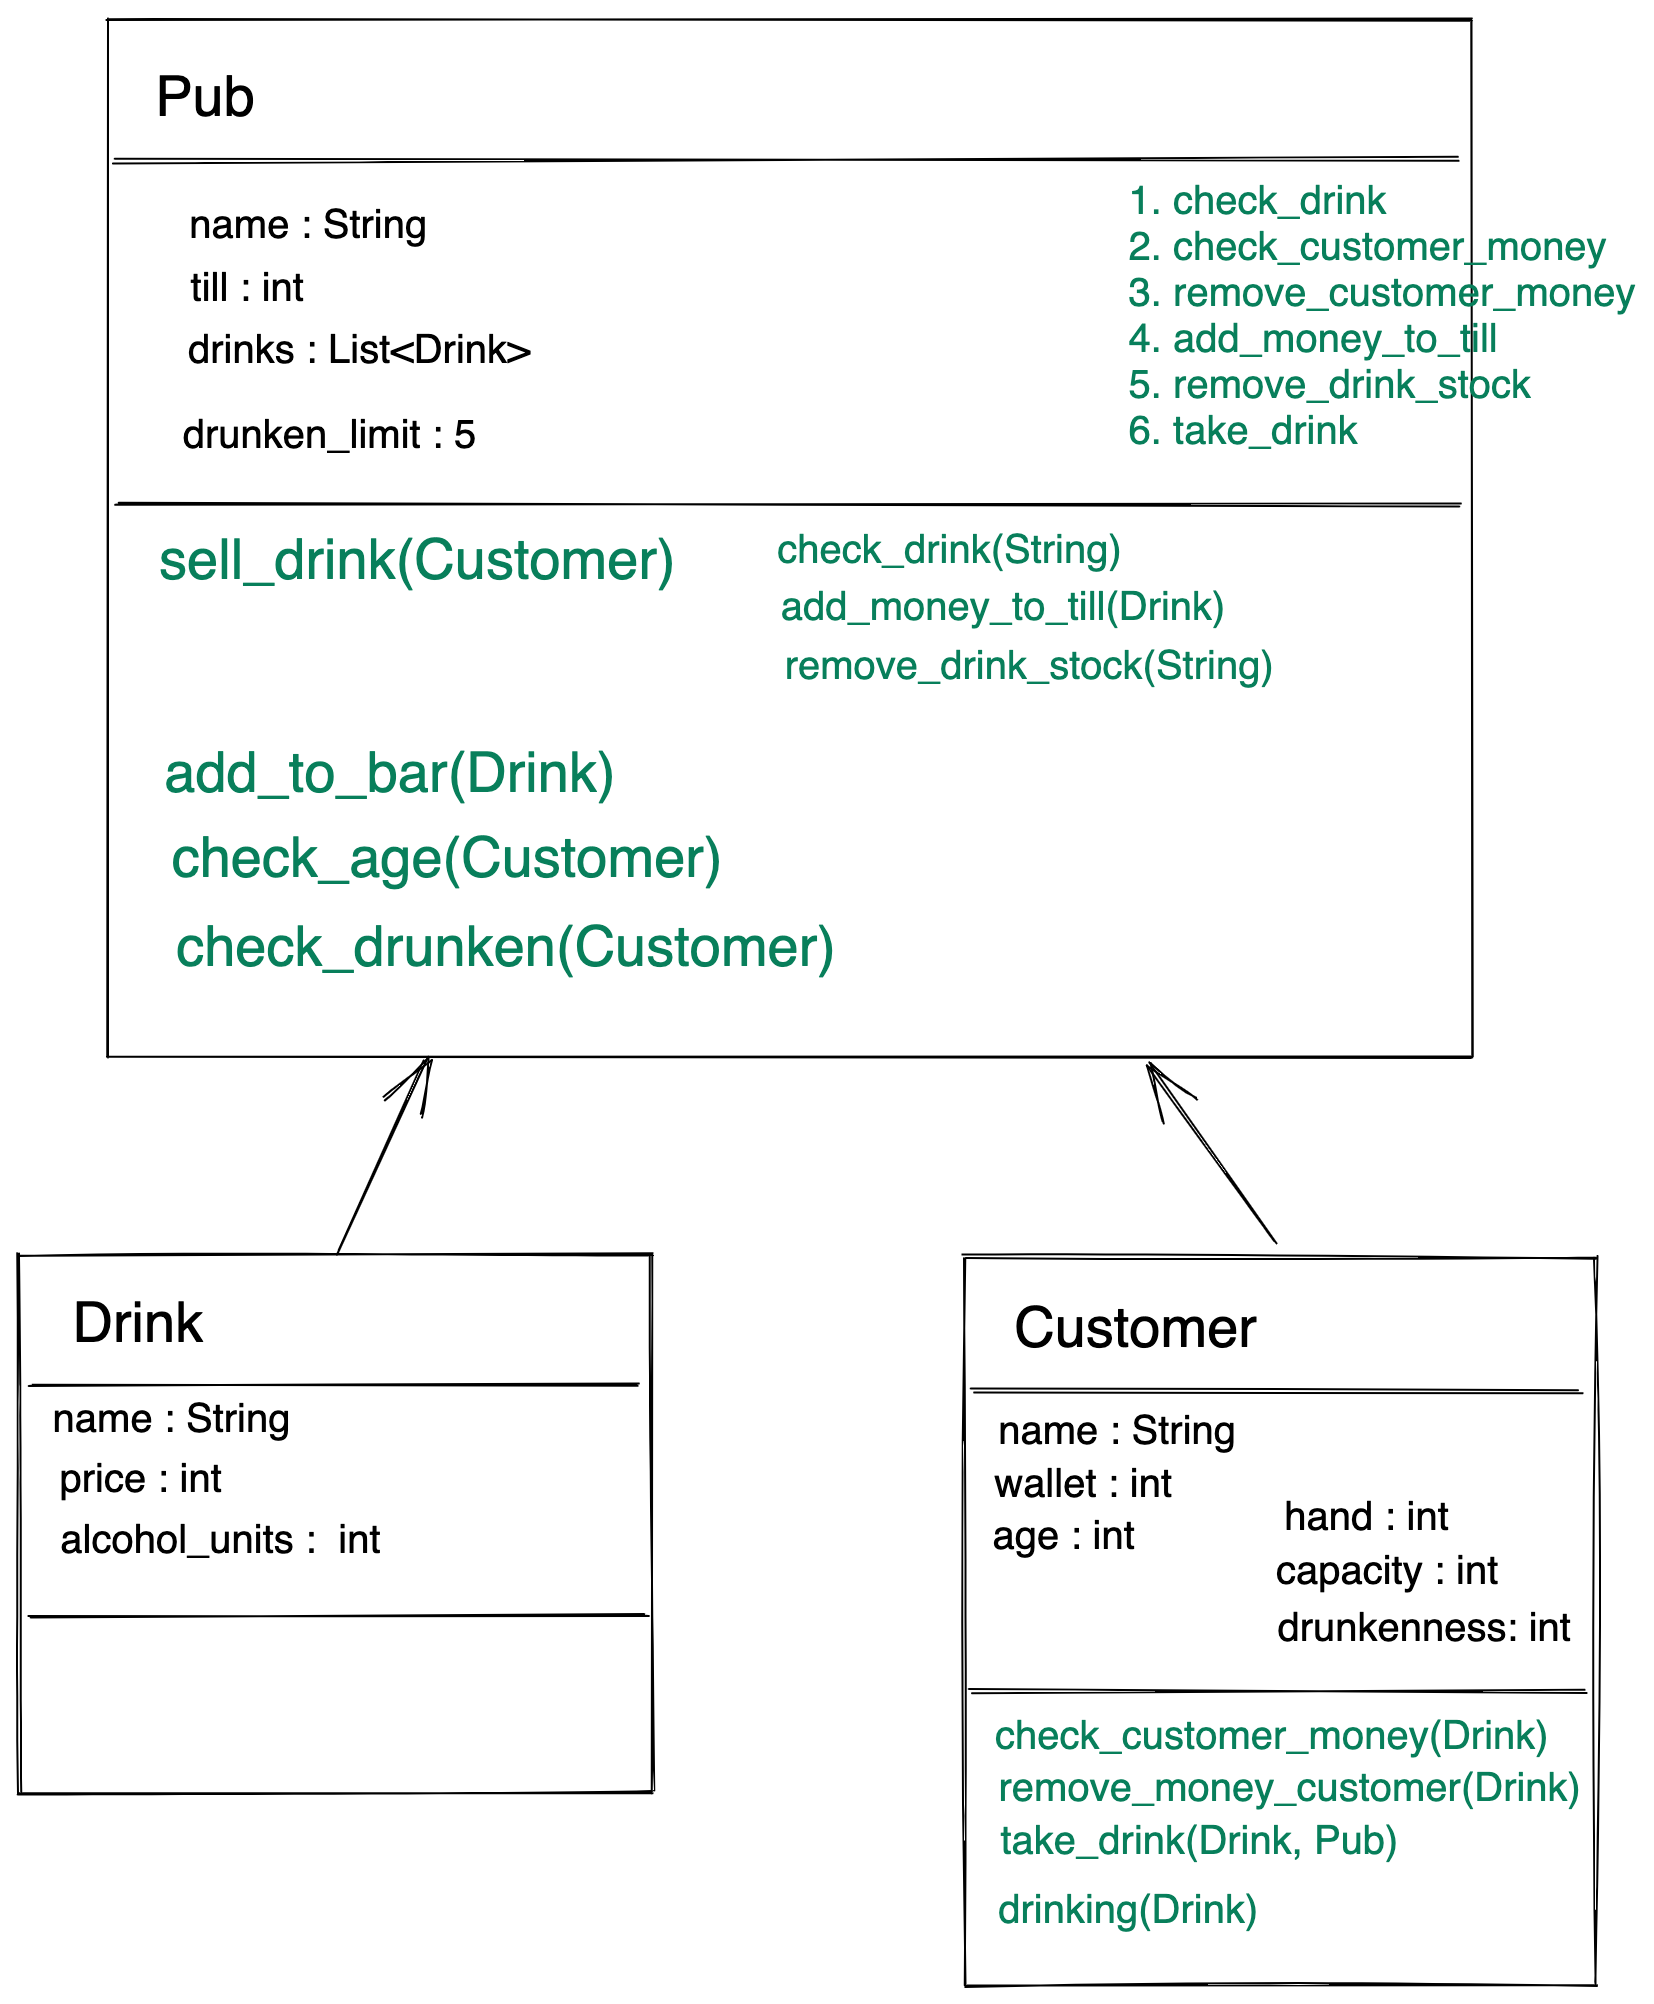 Pub
name : String
till : int
drinks : List<Drink>
drunken_limit : 5
1. check_drink
2. check_customer_money
3. remove_customer_money
4. add_money_to_till
5. remove_drink_stock
6. take_drink
sell_drink(Customer)
check_drink(String)
add_money_to_till(Drink)
remove_drink_stock(String)
add_to_bar(Drink)
check_age(Customer)
check_drunken(Customer)
Drink
name : String
price : int
alcohol_units :  int
Customer
name : String
wallet : int
age : int
hand : int
capacity : int
drunkenness: int
check_customer_money(Drink)
remove_money_customer(Drink)
take_drink(Drink, Pub)
drinking(Drink)